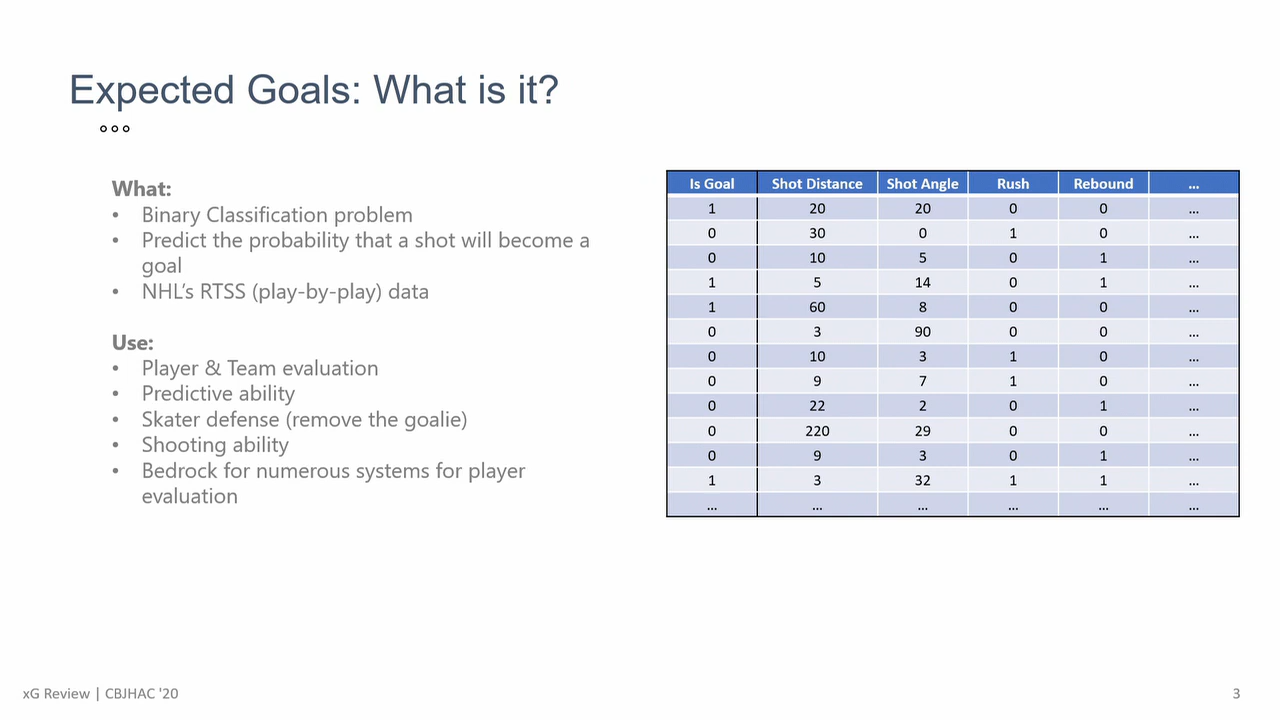 Expected Goals: What is it?
What:
• Binary Classification problem
• Predict the probability that a shot will become a
goal
• NHL's RTSS (play-by-play) data
Use:
• Player & Team evaluation
• Predictive ability
• Skater defense (remove the goalie)
• Shooting ability
• Bedrock for numerous systems for player
evaluation
Is Goal Shot Distance Shot Angle Rush Rebound ...
1 20 20 0 0 ...
0 30 0 1 0 ...
0 10 5 0 1 ...
1 5 14 0 1 ...
1 60 8 0 0 ...
0 3 90 0 0 ...
0 10 3 1 0 ...
0 9 7 1 0 ...
0 22 2 0 1 ...
0 220 29 0 0 ...
0 9 3 0 1 ...
1 3 32 1 1 ...
... ... ... ... ... ...
xG Review | CBJHAC '20
3